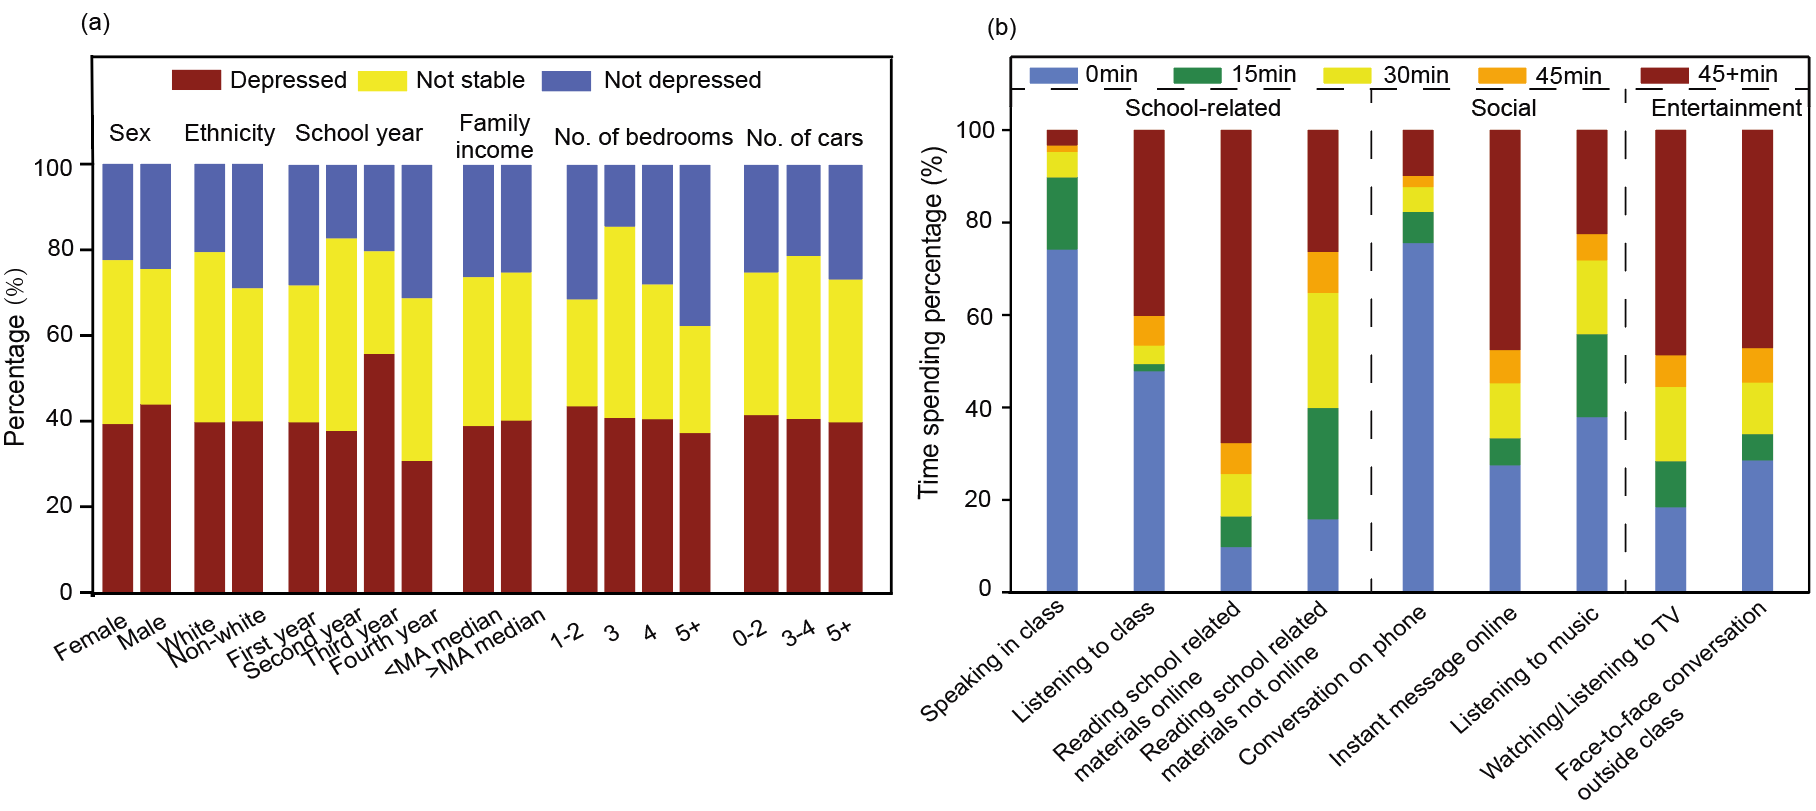 (a)
Depressed Not stable Not depressed
Sex Ethnicity School year Family income No. of bedrooms No. of cars
Percentage (%)
100
80
60
40
20
0
Female Male White Non-white First year Second year Third year Fourth year <MA median >MA median 1-2 3 4 5+ 0-2 3-4 5+
(b)
0min 15min 30min 45min 45+min
School-related Social Entertainment
Time spending percentage (%)
100
80
60
40
20
0
Speaking in class
Listening to class
Reading school related
materials online
Reading school related
materials not online
Conversation on phone
Instant message online
Listening to music
Watching/Listening to TV
Face-to-face conversation
outside class